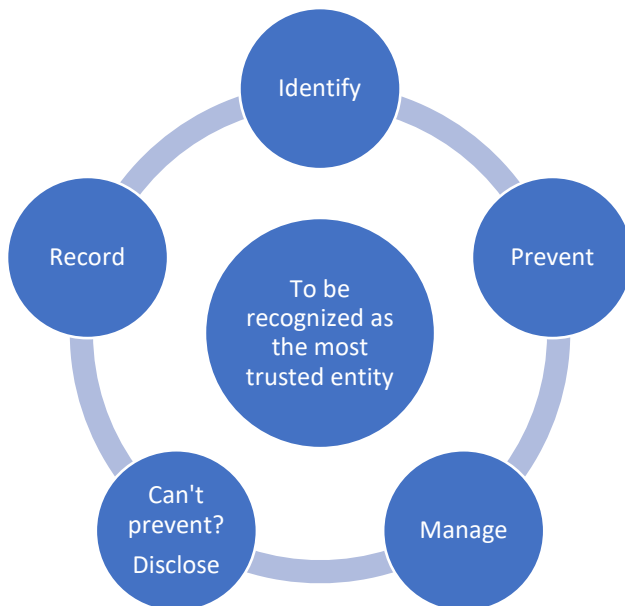 Identify
Prevent
Manage
Can't
prevent?
Disclose
Record
To be
recognized as
the most
trusted entity